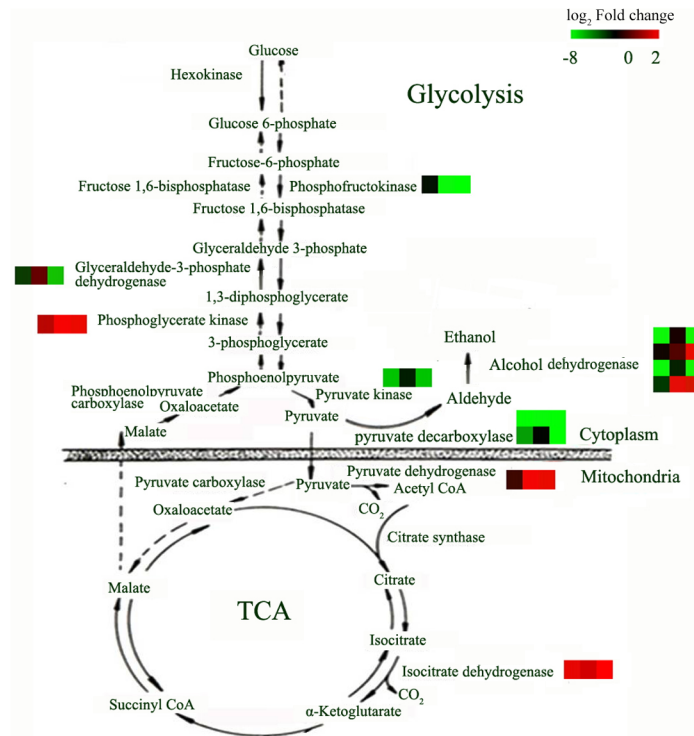 log2 Fold change
-8 0 2
Glucose
Hexokinase
Glycolysis
Glucose 6-phosphate
Fructose-6-phosphate
Fructose 1,6-bisphosphatase
Phosphofructokinase
Fructose 1,6-bisphosphatase
Glyceraldehyde 3-phosphate
Glyceraldehyde-3-phosphate
dehydrogenase
1,3-diphosphoglycerate
Phosphoglycerate kinase
3-phosphoglycerate
Ethanol
Alcohol dehydrogenase
Phosphoenolpyruvate
Phosphoenlpyruvate
carboxylase
Pyruvate kinase
Aldehyde
Oxaloacetate
Pyruvate
Malate
pyruvate decarboxylase
Cytoplasm
Mitochondria
Pyruvate carboxylase
Pyruvate
Pyruvate dehydrogenase
Acetyl CoA
CO2
Oxaloacetate
Citrate synthase
Malate
Citrate
TCA
Isocitrate
Isocitrate dehydrogenase
CO2
Succinyl CoA
α-Ketoglutarate